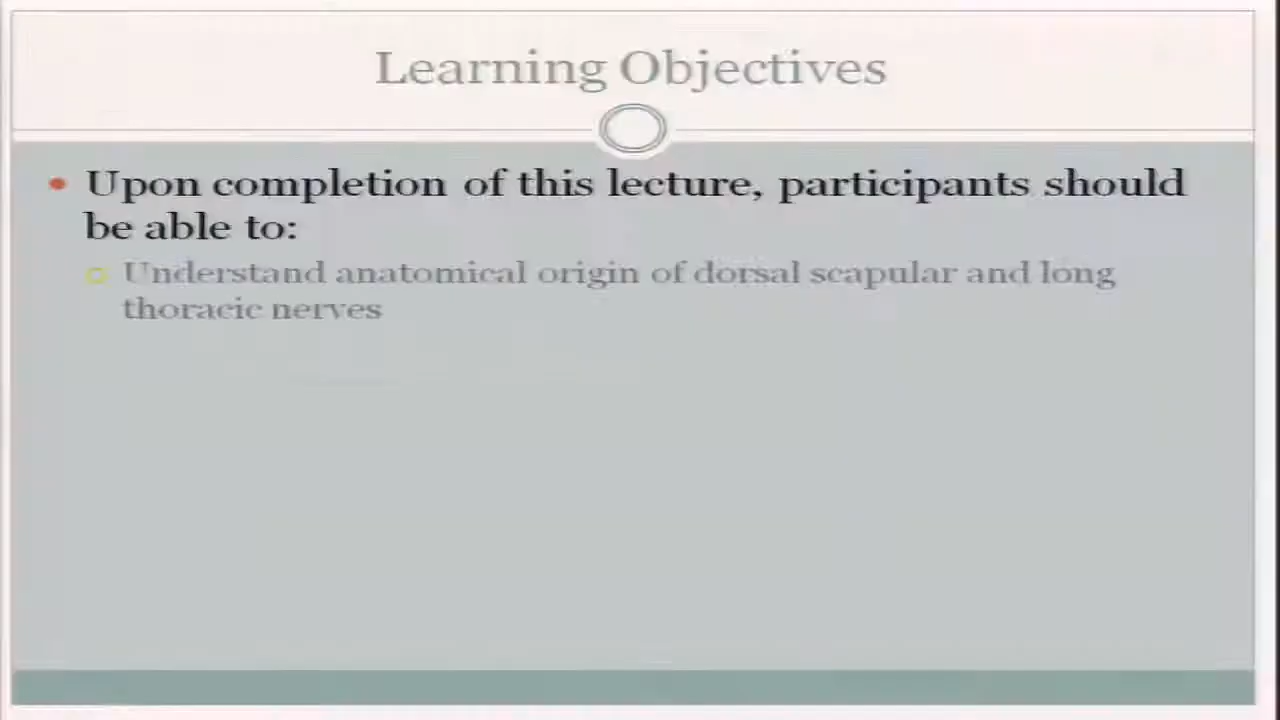 Learning Objectives
Upon completion of this lecture, participants should
be able to:
Understand anatomical origin of dorsal scapular and long
thoracic nerves